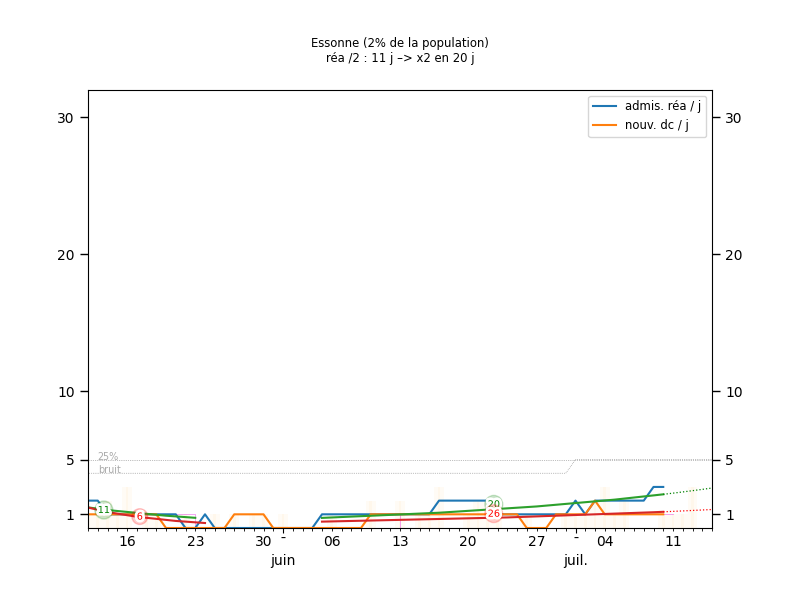 Essonne (2% de la population)
réa /2 : 11 j –> x2 en 20 j
admis. réa / j
nouv. dc / j
30 30
20 20
10 10
5 5
1 1
25%
bruit
11
6
20
26
16 23 30 - 06 13 20 27 - 04 11
juin juil.